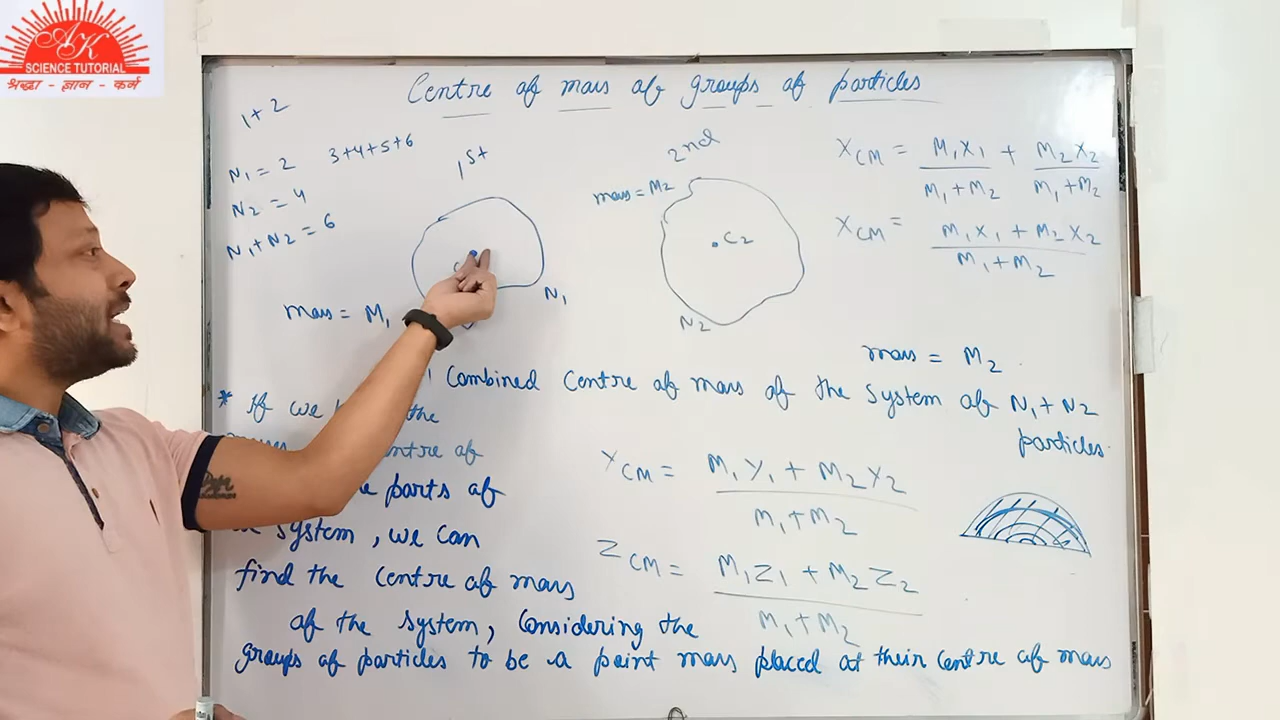 AK
SCIENCE TUTORIAL
श्रद्धा - ज्ञान - कर्म
Centre of mass of groups of particles
1+2
N1 = 2 3+4+5+6
N2 = 4
N1+N2 = 6
1st
N1
mass = M1
2nd
mass = M2
C2
N2
XCM = M1X1 / M1+M2 + M2X2 / M1+M2
XCM = M1X1 + M2X2 / M1+M2
mass = M2
Combined Centre of mass of the system of N1+N2
particles.
YCM = M1Y1 + M2Y2 / M1+M2
ZCM = M1Z1 + M2Z2 / M1+M2
* If we the
of
parts of
system, we can
find the centre of mass
of the system, considering the
groups of particles to be a point mass placed at their centre of mass